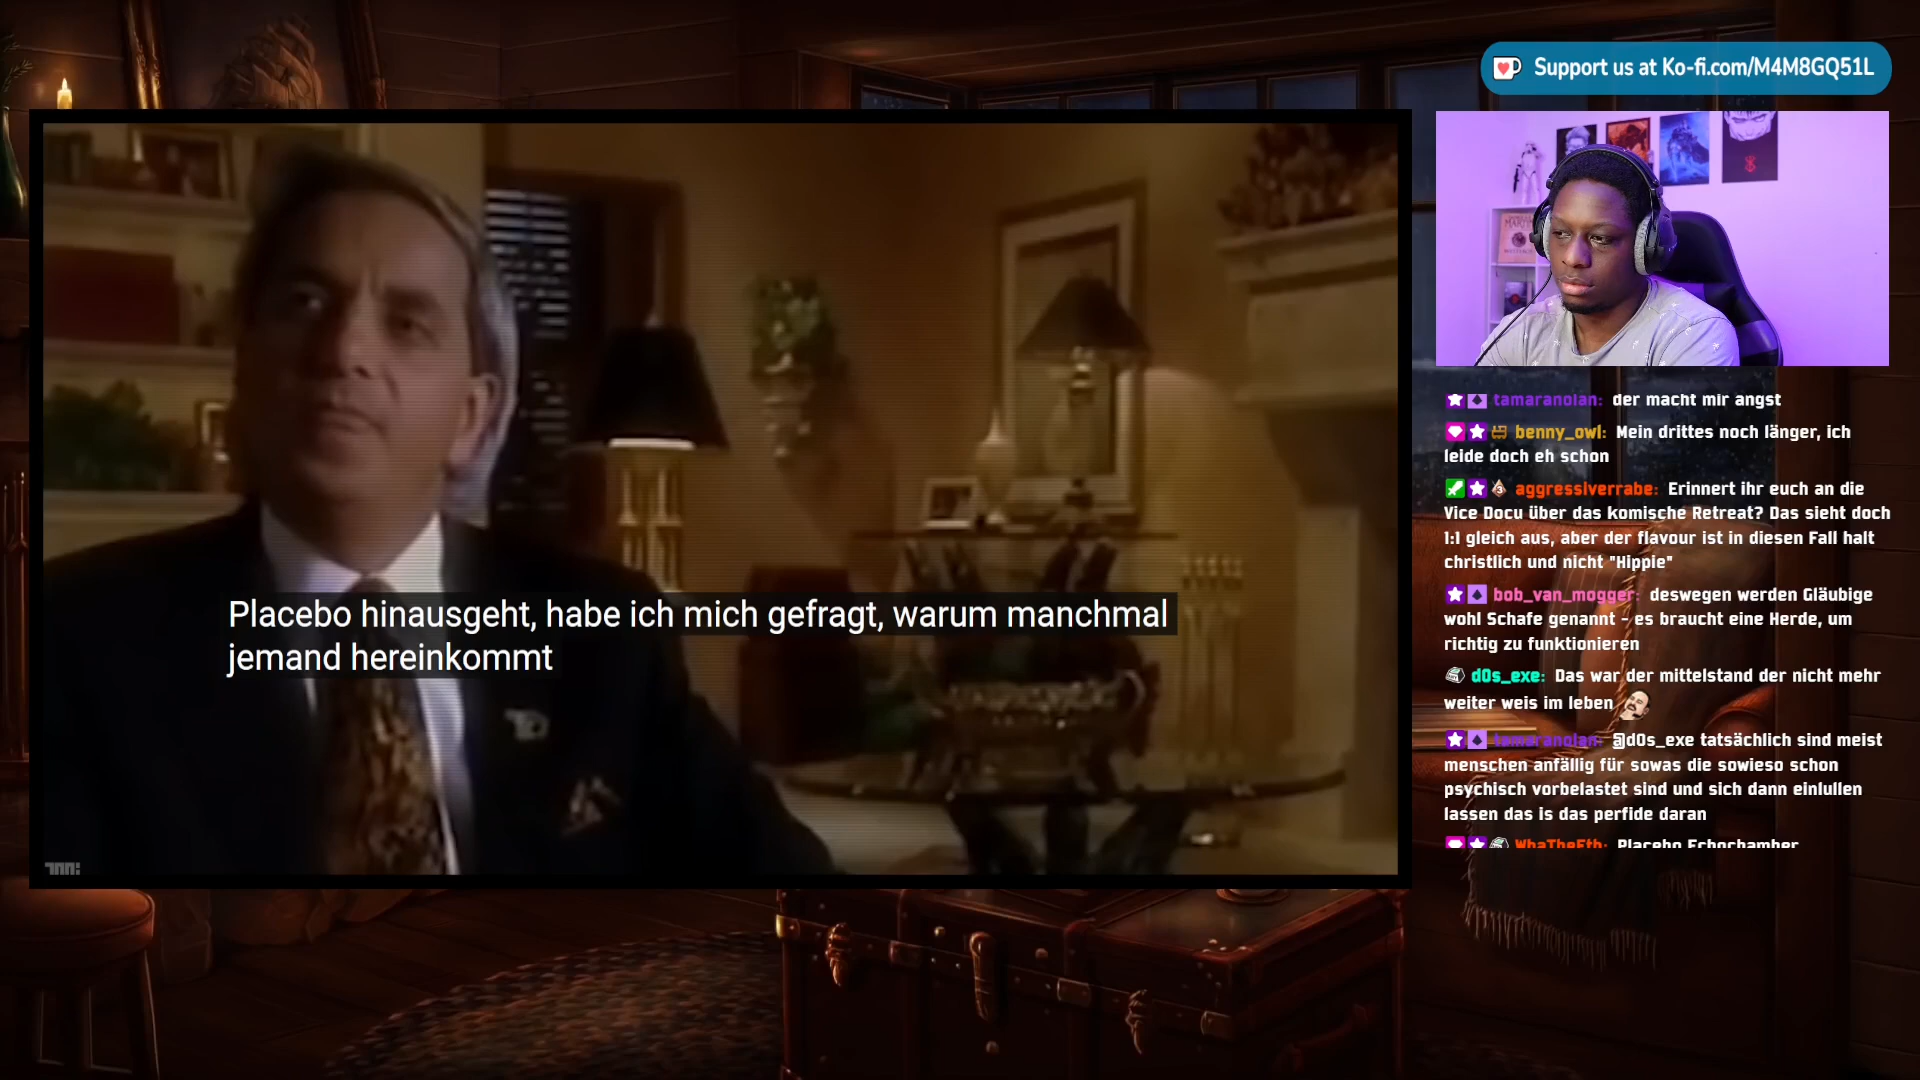 Support us at Ko-fi.com/M4M8GQ51L
Placebo hinausgeht, habe ich mich gefragt, warum manchmal
jemand hereinkommt
tamaranolan: der macht mir angst
benny_owl: Mein drittes noch länger, ich
leide doch eh schon
aggressiverrabe: Erinnert ihr euch an die
Vice Docu über das komische Retreat? Das sieht doch
1:1 gleich aus, aber der flavour ist in diesen Fall halt
christlich und nicht "Hippie"
bob_van_mogger: deswegen werden Gläubige
wohl Schafe genannt - es braucht eine Herde, um
richtig zu funktionieren
d0s_exe: Das war der mittelstand der nicht mehr
weiter weis im leben
tamaranolan: @d0s_exe tatsächlich sind meist
menschen anfällig für sowas die sowieso schon
psychisch vorbelastet sind und sich dann einlullen
lassen das is das perfide daran
WhaTheEth: Placebo Echochamber